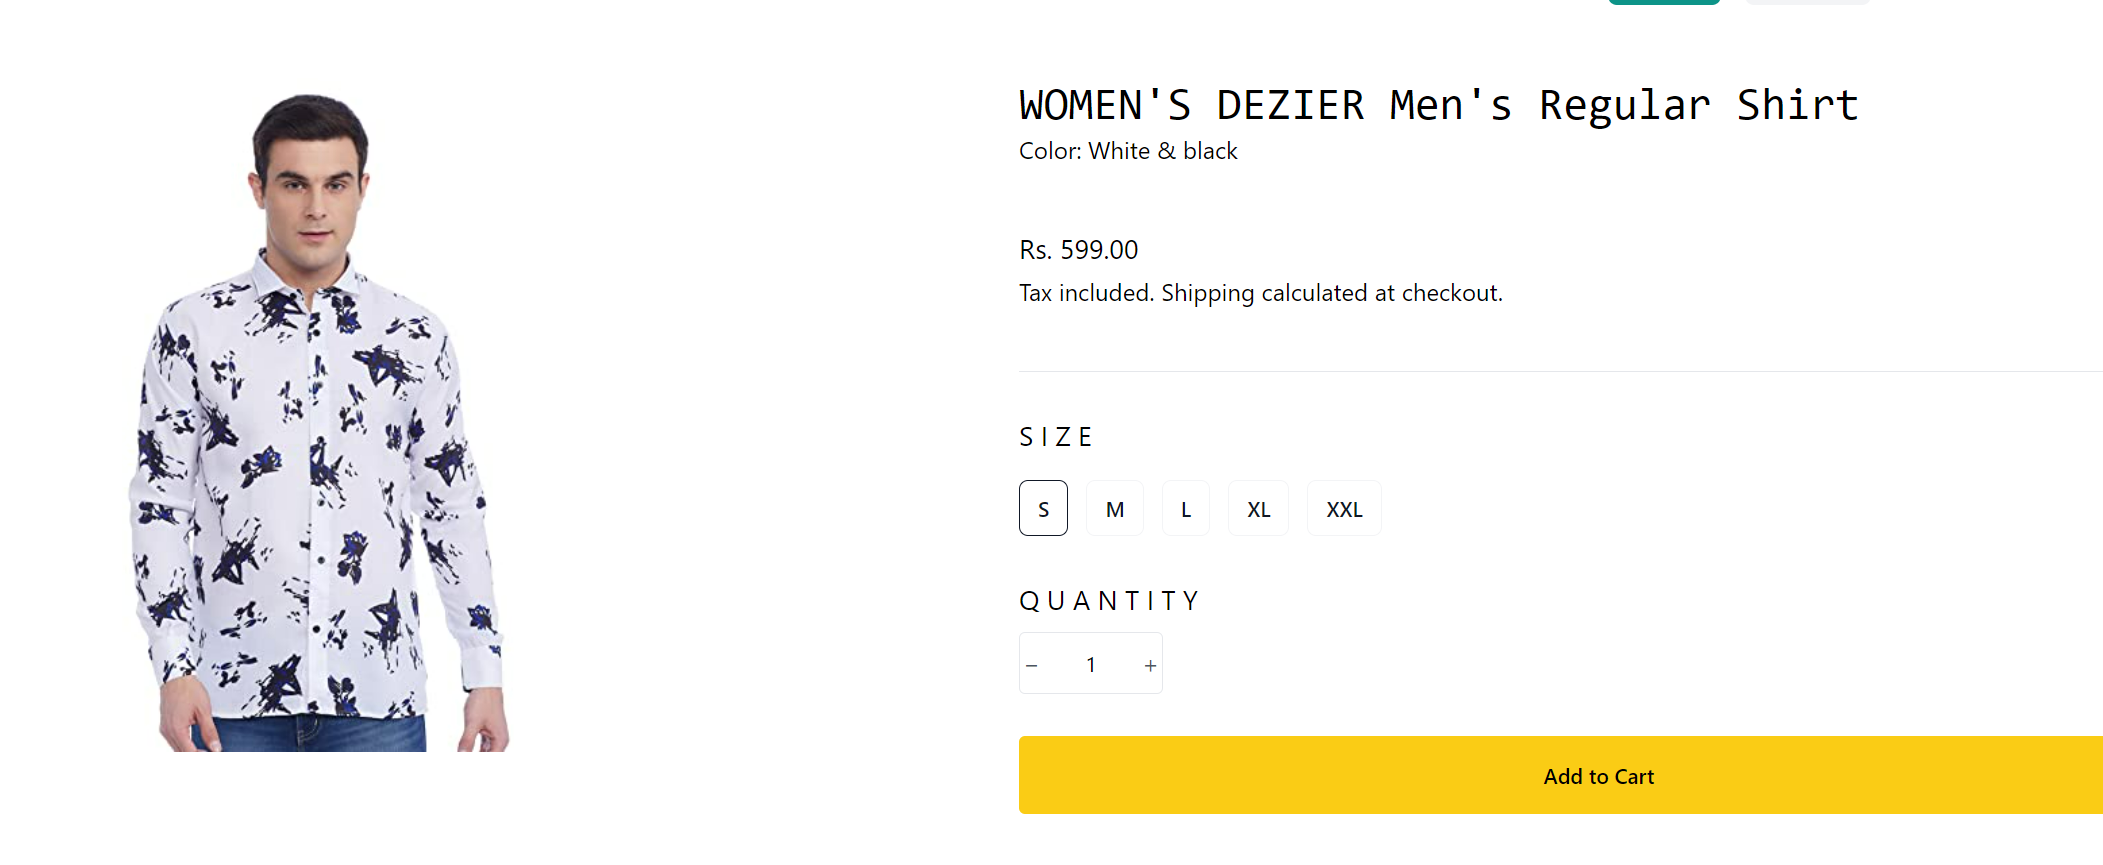 WOMEN'S DEZIER Men's Regular Shirt
Color: White & black
Rs. 599.00
Tax included. Shipping calculated at checkout.
SIZE
S M L XL XXL
QUANTITY
− 1 +
Add to Cart